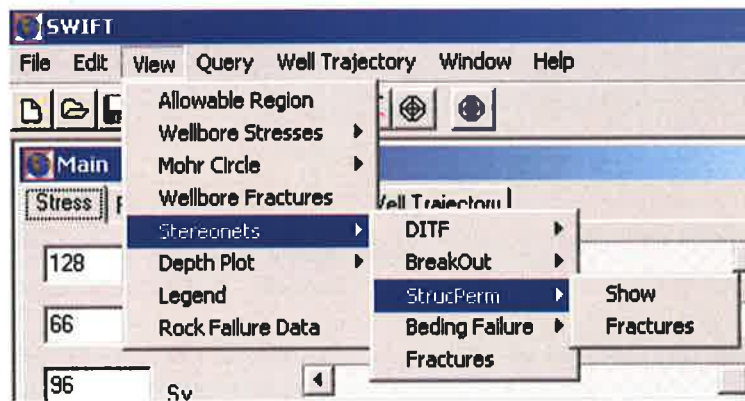 SWIFT
File Edit View Query Well Trajectory Window Help
Allowable Region
Wellbore Stresses
Mohr Circle
Wellbore Fractures
Stereonets
Depth Plot
Legend
Rock Failure Data
DITF
BreakOut
StrucPerm
Beding Failure
Fractures
Show
Fractures
Main
Stress Well Trajectory
128
66
96 Sv